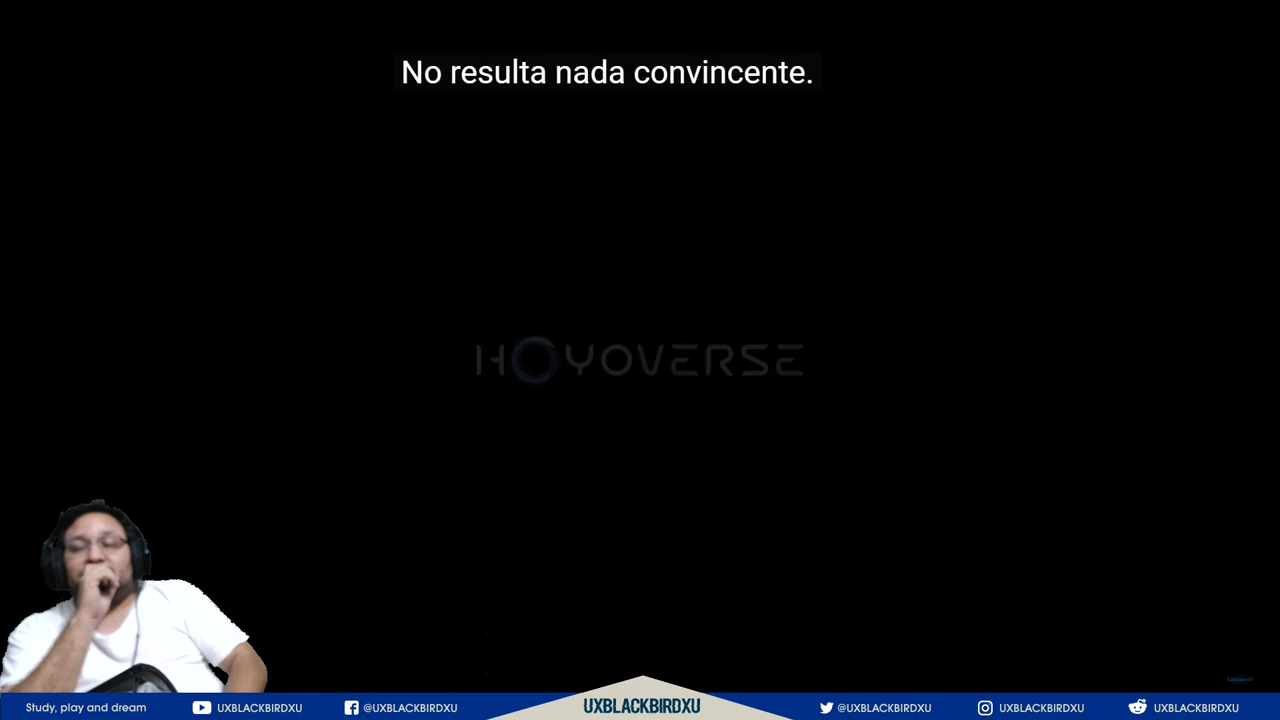 No resulta nada convincente.
HOYOVERSE
Study, play and dream
UXBLACKBIRDXU
@UXBLACKBIRDXU
UXBLACKBIRDXU
@UXBLACKBIRDXU
UXBLACKBIRDXU
UXBLACKBIRDXU